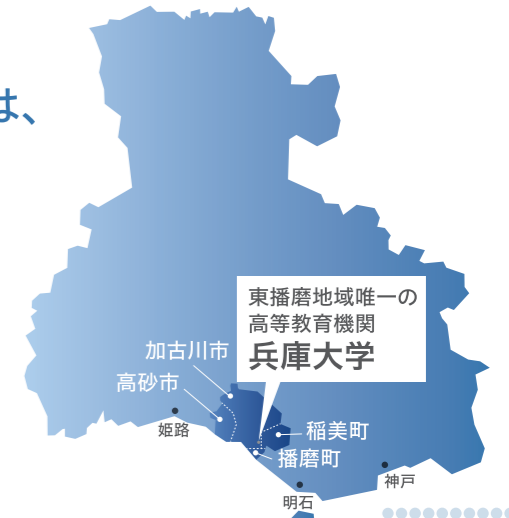 は、
東播磨地域唯一の
高等教育機関
兵庫大学
加古川市
高砂市
姫路
稲美町
播磨町
神戸
明石